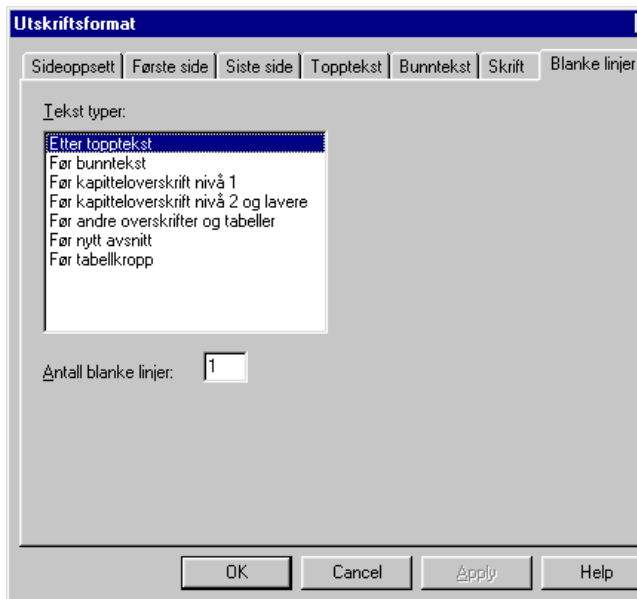 Utskriftsformat
Sideoppsett Første side Siste side Topptekst Bunntekst Skrift Blanke linjer
Tekst typer:
Etter topptekst
Før bunntekst
Før kapitteloverskrift nivå 1
Før kapitteloverskrift nivå 2 og lavere
Før andre overskrifter og tabeller
Før nytt avsnitt
Før tabellkropp
Antall blanke linjer: 1
OK Cancel Apply Help